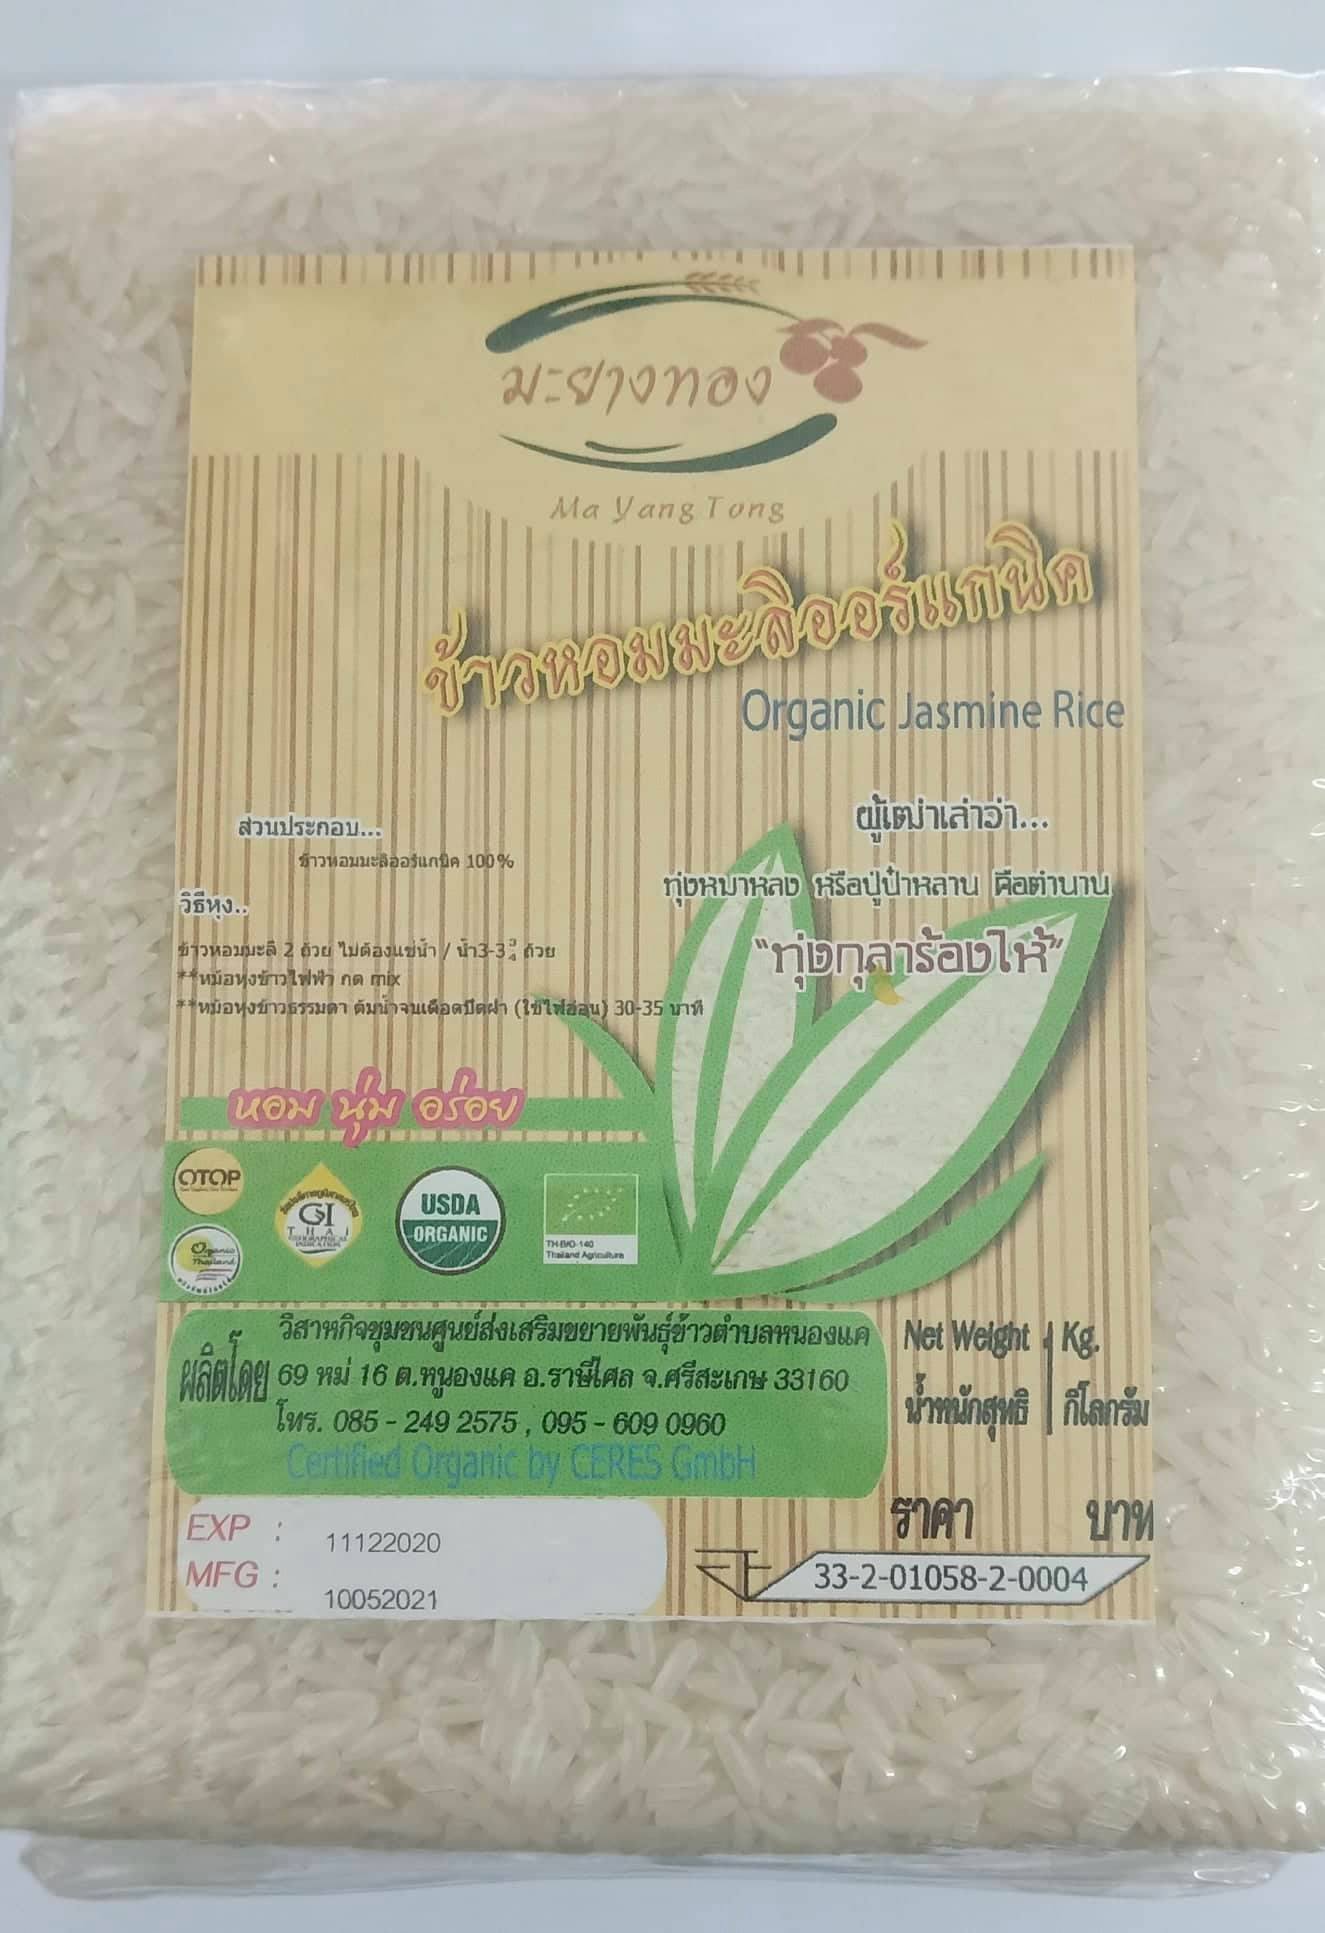 มะยางทอง
Ma Yang Tong
ข้าวหอมมะลิออร์แกนิค
Organic Jasmine Rice
ส่วนประกอบ...
ข้าวหอมมะลิออร์แกนิค 100%
วิธีหุง..
ข้าวหอมมะลิ 2 ถ้วย ไม่ต้องแช่น้ำ / น้ำ3-3 3/4 ถ้วย
**หม้อหุงข้าวไฟฟ้า กด mix
**หม้อหุงข้าวธรรมดา ต้มน้ำจนเดือดปิดฝา (ใช้ไฟอ่อน) 30-35 นาที
ผู้เฒ่าเล่าว่า...
ทุ่งหมาหลง หรือปู่ป๋าหลาน คือตำนาน
"ทุ่งกุลาร้องไห้"
หอม นุ่ม อร่อย
OTOP
GI
THAI
GEOGRAPHICAL
INDICATION
USDA
ORGANIC
TH-BIO-140
Thailand Agriculture
Organic
Thailand
ผลิตโดย
วิสาหกิจชุมชนศูนย์ส่งเสริมขยายพันธุ์ข้าวตำบลหนองแค
69 หมู่ 16 ต.หนองแค อ.ราษีไศล จ.ศรีสะเกษ 33160
โทร. 085 - 249 2575 , 095 - 609 0960
Certified Organic by CERES GmbH
Net Weight 1 Kg.
น้ำหนักสุทธิ 1 กิโลกรัม
ราคา บาท
EXP : 11122020
MFG : 10052021
33-2-01058-2-0004